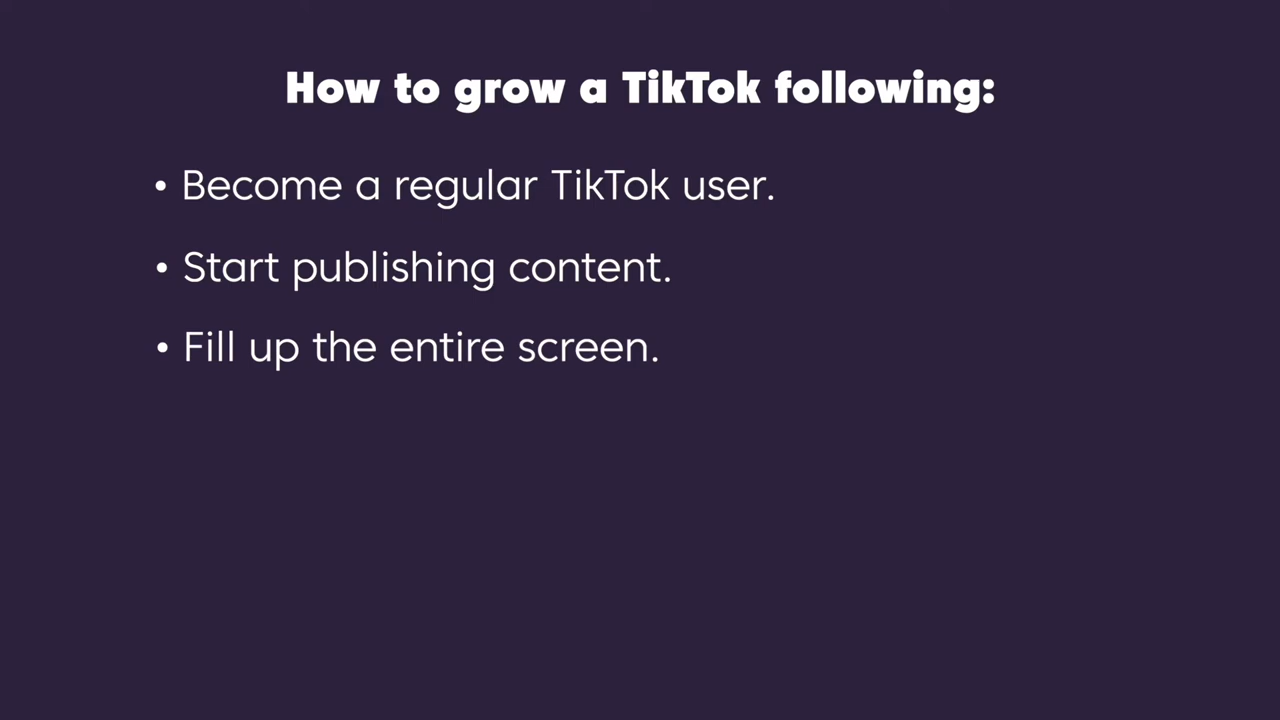 How to grow a TikTok following:
• Become a regular TikTok user.
• Start publishing content.
• Fill up the entire screen.